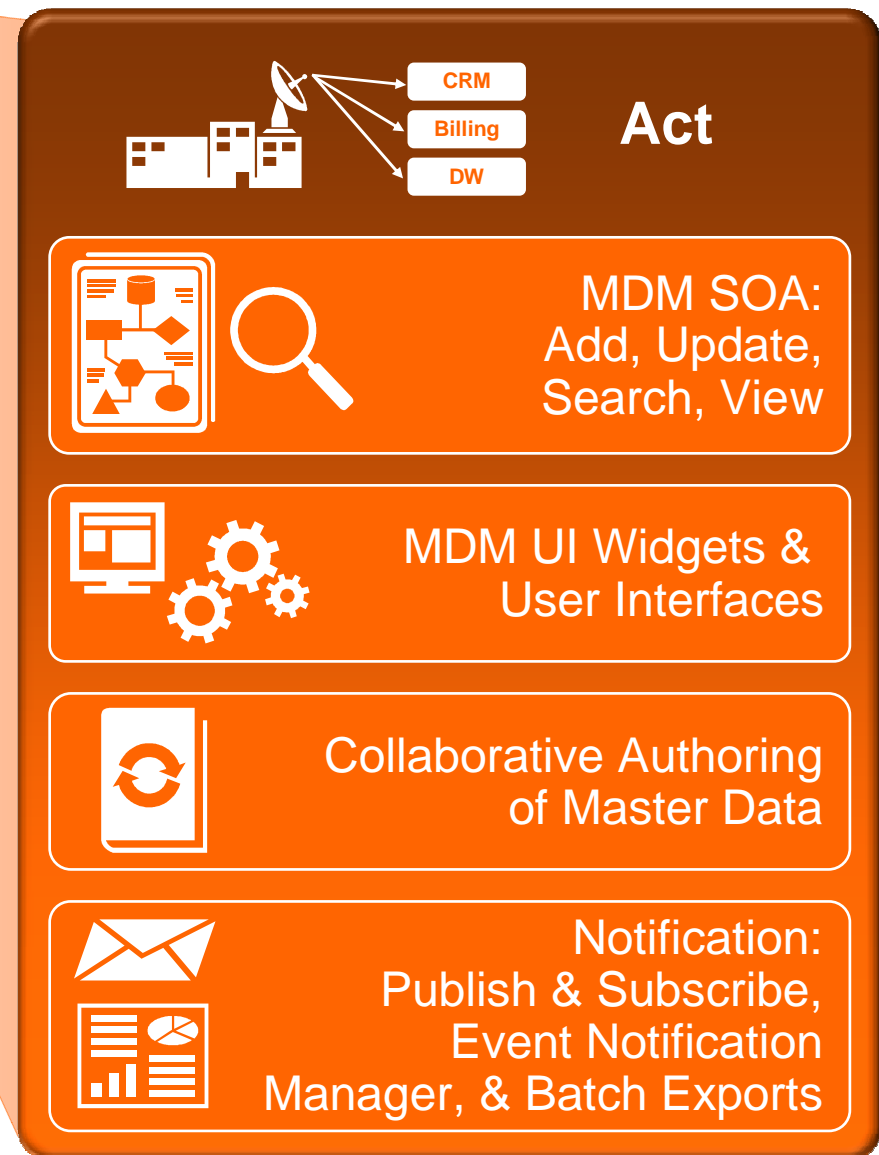 CRM
Billing
DW
Act
MDM SOA:
Add, Update,
Search, View
MDM UI Widgets &
User Interfaces
Collaborative Authoring
of Master Data
Notification:
Publish & Subscribe,
Event Notification
Manager, & Batch Exports